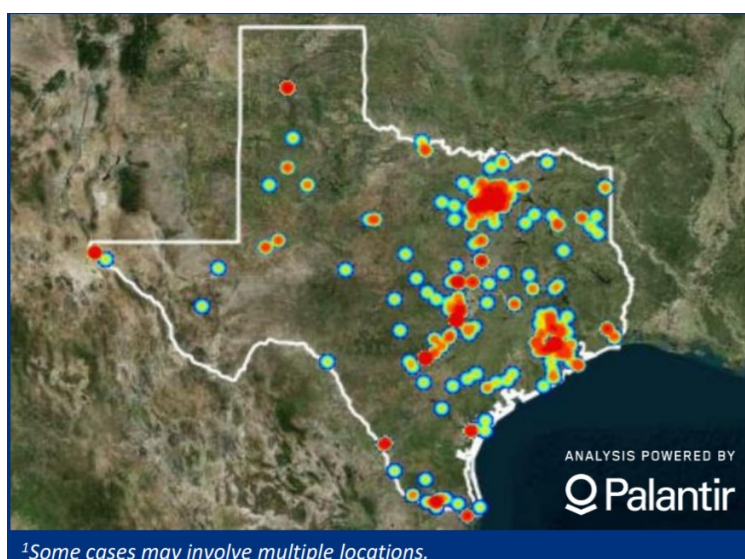 ANALYSIS POWERED BY
Palantir
¹Some cases may involve multiple locations.